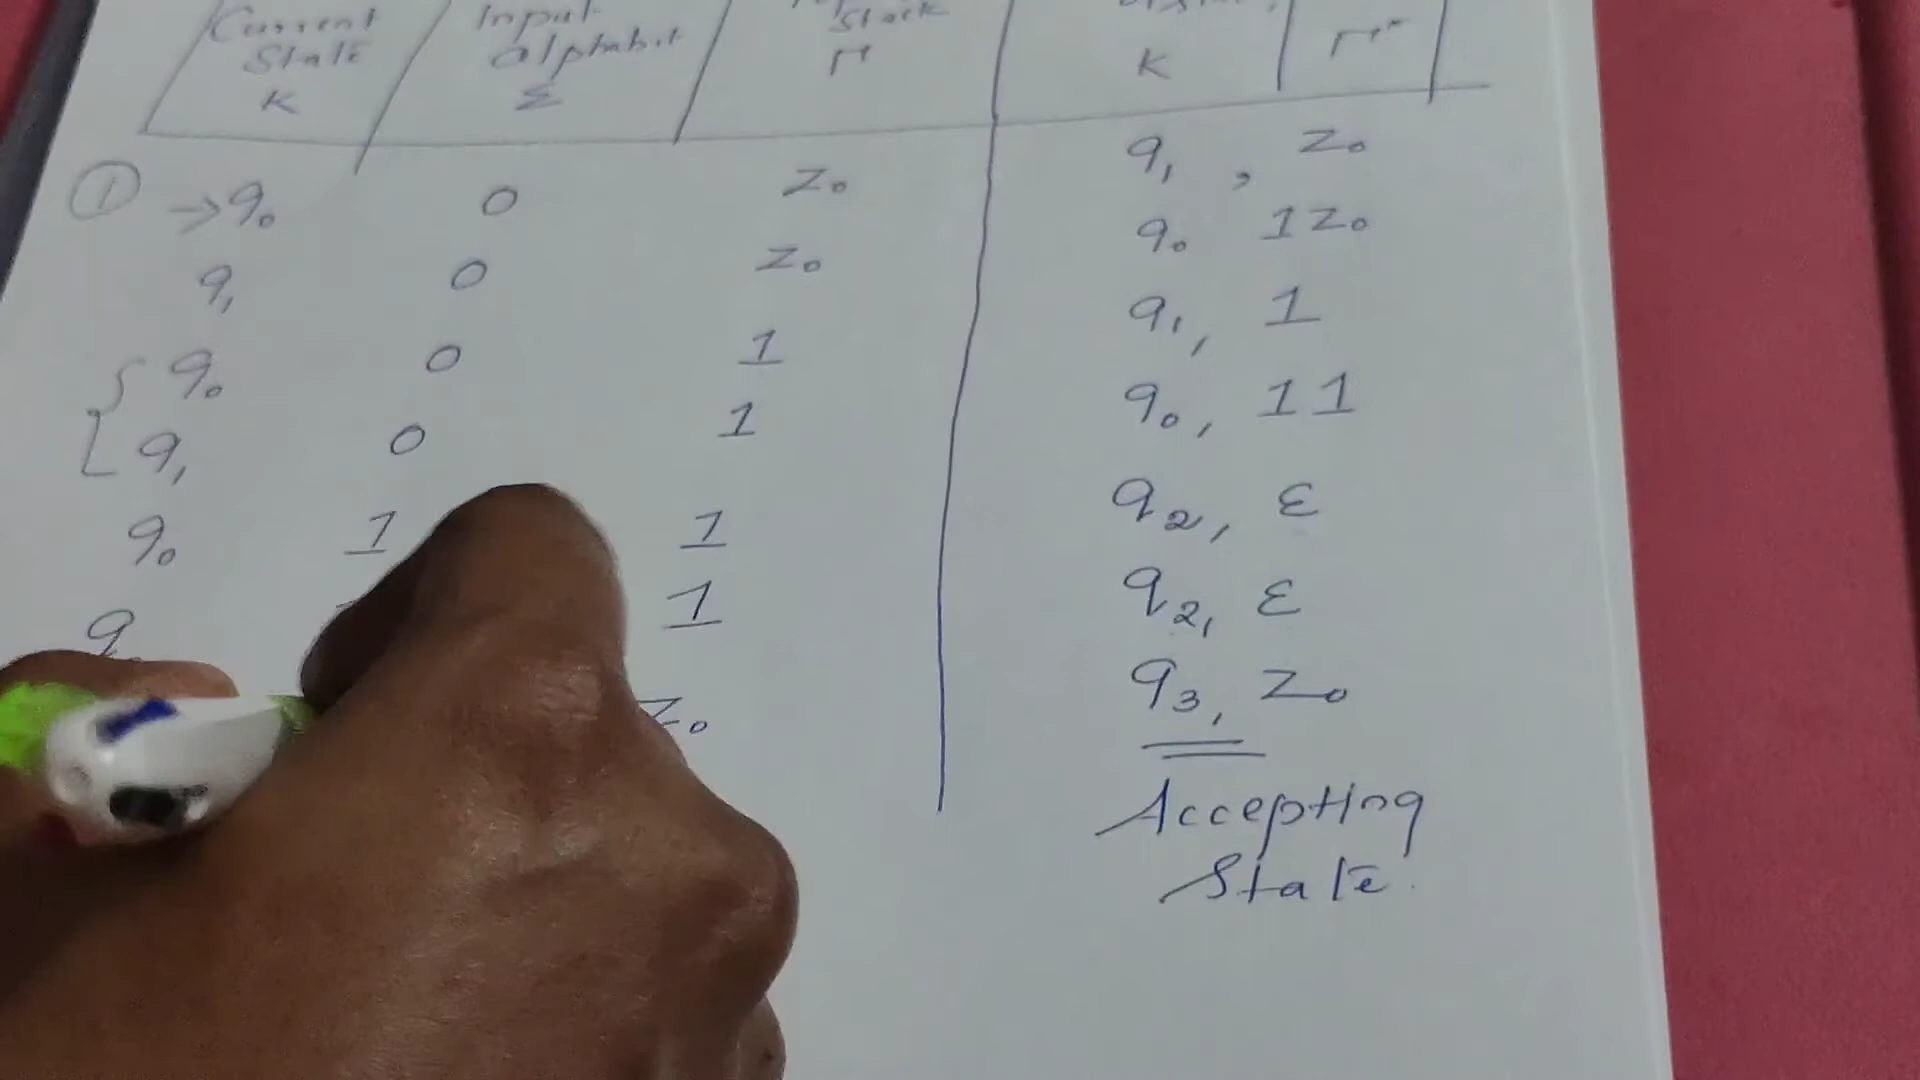 Current Input Stack
State alphabit Γ K Γ*
K Σ
① →q₀ 0 Z₀ q₁, Z₀
q₁ 0 Z₀ q₀ 1Z₀
q₀ 0 1 q₁, 1
q₁ 0 1 q₀, 11
q₀ 1 1 q₂, ε
q 1 q₂, ε
Z₀ q₃, Z₀
Accepting
State.